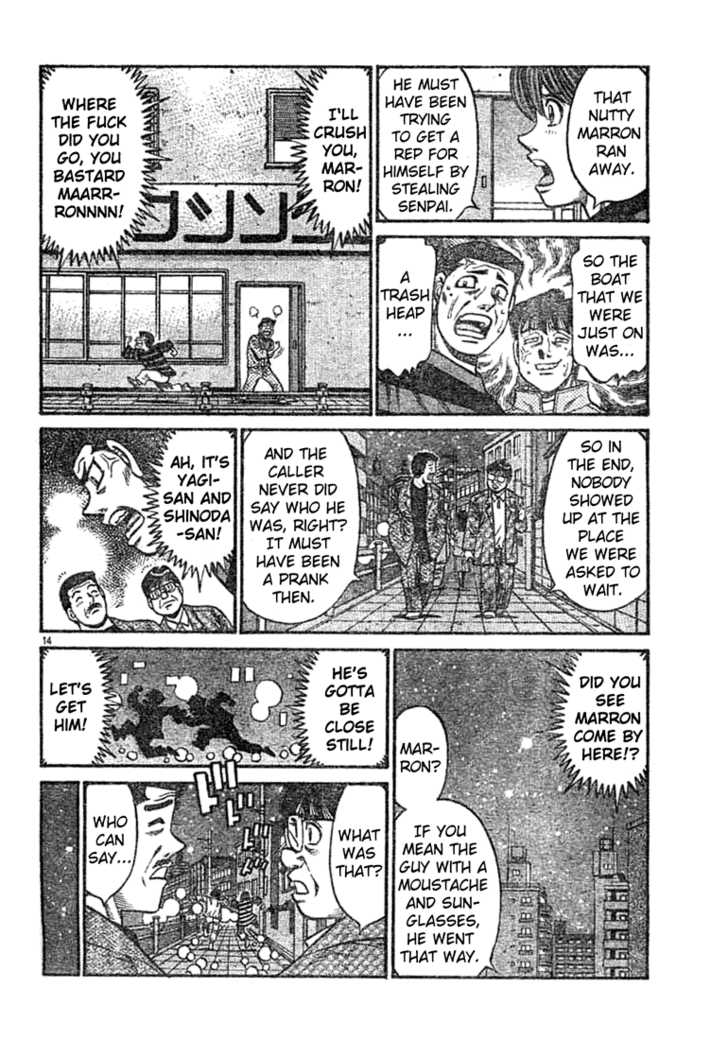 THAT
NUTTY
MARRON
RAN
AWAY.
HE MUST
HAVE BEEN
TRYING
TO GET A
REP FOR
HIMSELF BY
STEALING
SENPAI.
SO THE
BOAT
THAT WE
WERE
JUST ON
WAS...
A
TRASH
HEAP
...
I'LL
CRUSH
YOU,
MAR-
RON!
WHERE
THE FUCK
DID YOU
GO, YOU
BASTARD
MAARR-
RONNNN!
SO IN
THE END,
NOBODY
SHOWED
UP AT THE
PLACE
WE WERE
ASKED TO
WAIT.
AND THE
CALLER
NEVER DID
SAY WHO HE
WAS, RIGHT?
IT MUST
HAVE BEEN
A PRANK
THEN.
AH, IT'S
YAGI-
SAN AND
SHINODA
-SAN!
14
DID YOU
SEE
MARRON
COME BY
HERE!?
MAR-
RON?
IF YOU
MEAN THE
GUY WITH A
MOUSTACHE
AND SUN-
GLASSES,
HE WENT
THAT WAY.
HE'S
GOTTA
BE
CLOSE
STILL!
LET'S
GET
HIM!
WHAT
WAS
THAT?
WHO
CAN
SAY...